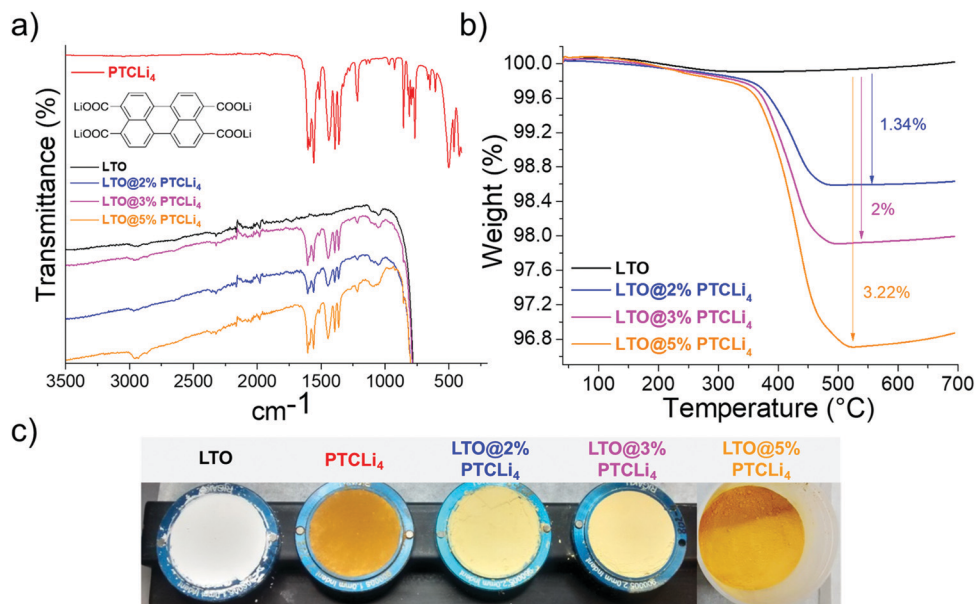 a)
PTCLi₄
LiOOC
COOLi
LiOOC
COOLi
LTO
LTO@2% PTCLi₄
LTO@3% PTCLi₄
LTO@5% PTCLi₄
Transmittance (%)
3500 3000 2500 2000 1500 1000 500
cm-1
b)
100.0
99.6
99.2
98.8
98.4
98.0
97.6
97.2
96.8
Weight (%)
1.34%
2%
3.22%
LTO
LTO@2% PTCLi₄
LTO@3% PTCLi₄
LTO@5% PTCLi₄
100 200 300 400 500 600 700
Temperature (°C)
c)
LTO
PTCLi₄
LTO@2%
PTCLi₄
LTO@3%
PTCLi₄
LTO@5%
PTCLi₄